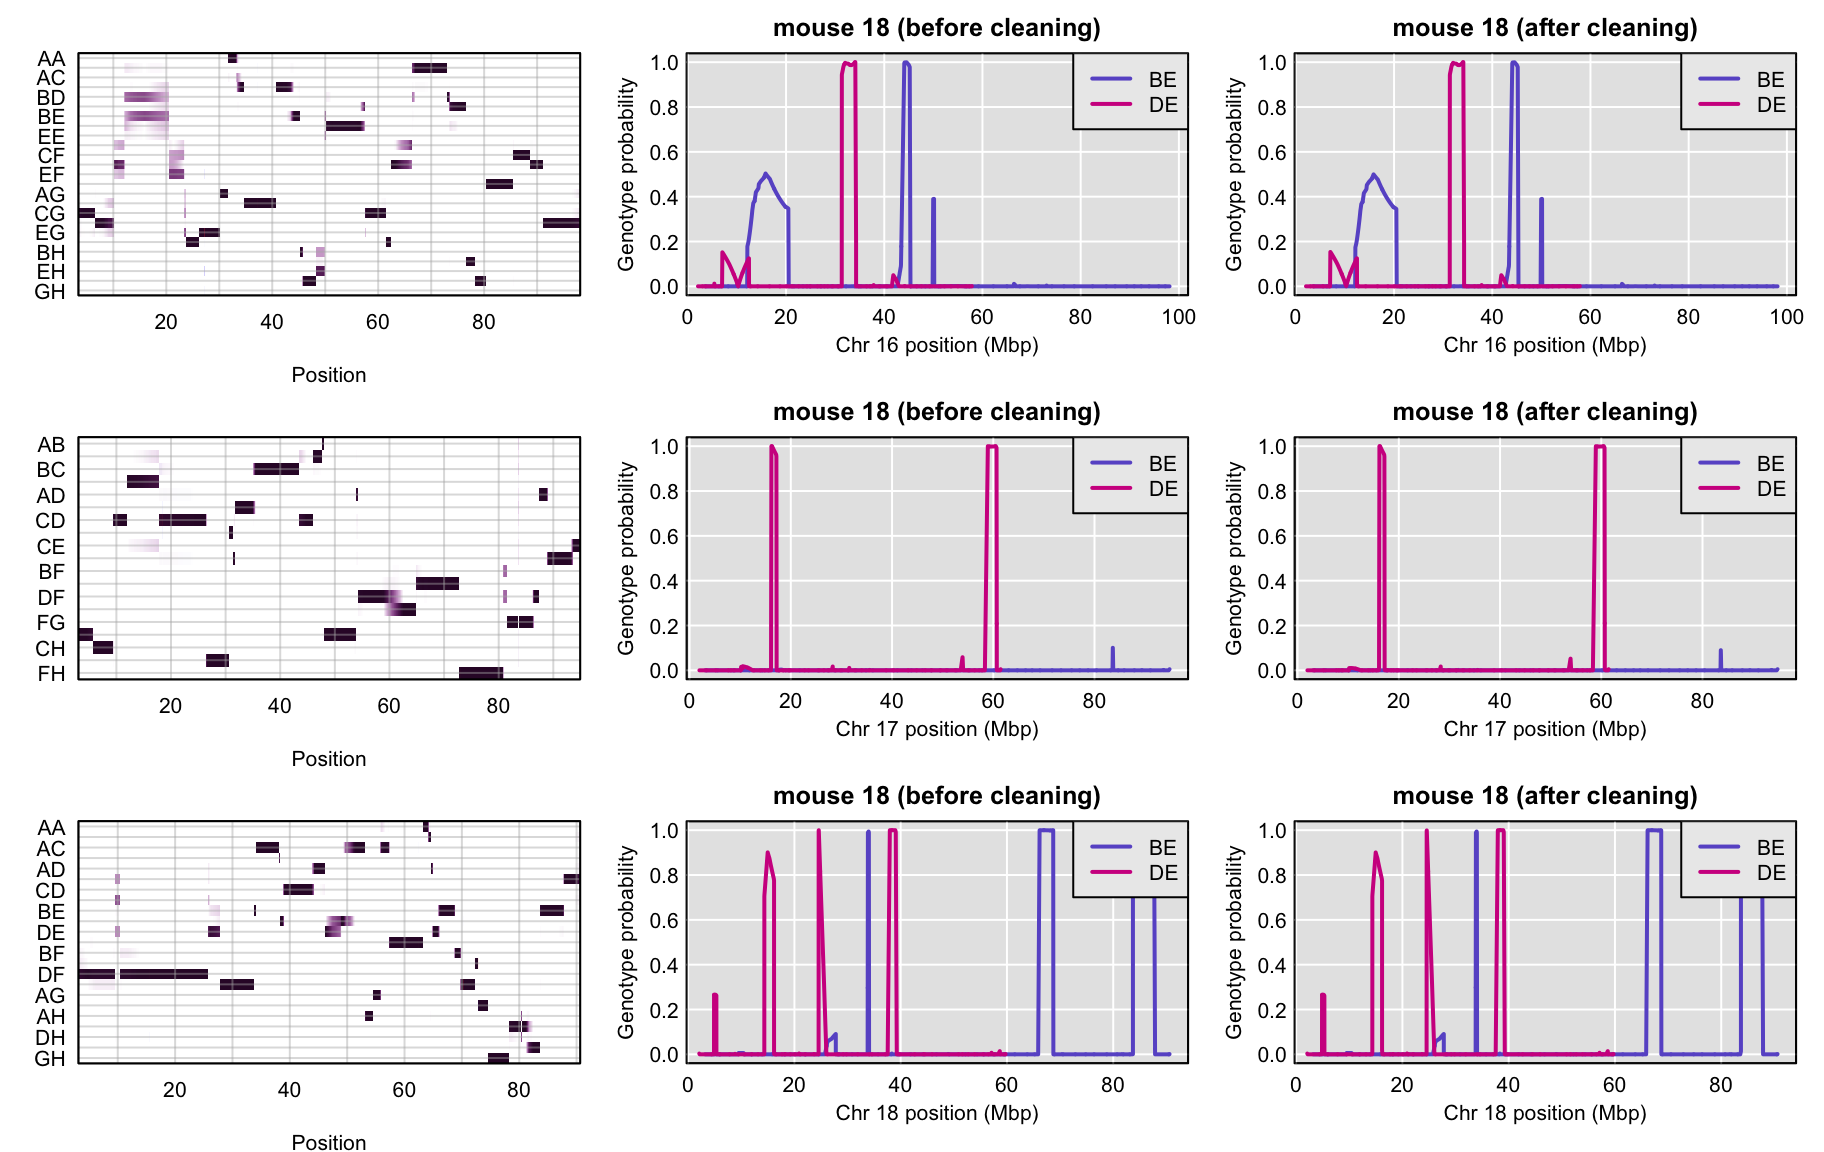 AA
AC
BD
BE
EE
CF
EF
AG
CG
EG
BH
EH
GH
20 40 60 80
Position
mouse 18 (before cleaning)
Genotype probability
1.0
0.8
0.6
0.4
0.2
0.0
BE
DE
0 20 40 60 80 100
Chr 16 position (Mbp)
mouse 18 (after cleaning)
Genotype probability
1.0
0.8
0.6
0.4
0.2
0.0
BE
DE
0 20 40 60 80 100
Chr 16 position (Mbp)
AB
BC
AD
CD
CE
BF
DF
FG
CH
FH
20 40 60 80
Position
mouse 18 (before cleaning)
Genotype probability
1.0
0.8
0.6
0.4
0.2
0.0
BE
DE
0 20 40 60 80
Chr 17 position (Mbp)
mouse 18 (after cleaning)
Genotype probability
1.0
0.8
0.6
0.4
0.2
0.0
BE
DE
0 20 40 60 80
Chr 17 position (Mbp)
AA
AC
AD
CD
BE
DE
BF
DF
AG
AH
DH
GH
20 40 60 80
Position
mouse 18 (before cleaning)
Genotype probability
1.0
0.8
0.6
0.4
0.2
0.0
BE
DE
0 20 40 60 80
Chr 18 position (Mbp)
mouse 18 (after cleaning)
Genotype probability
1.0
0.8
0.6
0.4
0.2
0.0
BE
DE
0 20 40 60 80
Chr 18 position (Mbp)